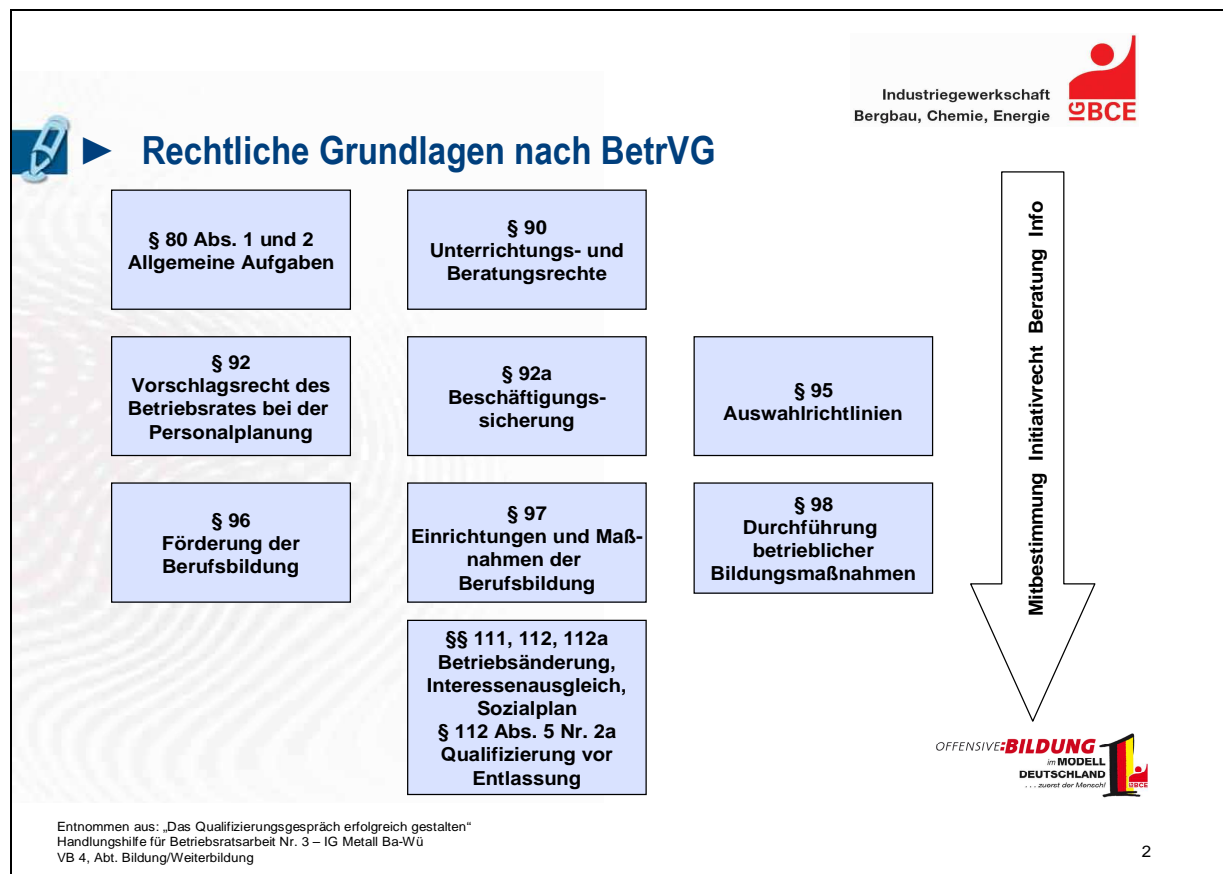 Industriegewerkschaft
Bergbau, Chemie, Energie
IG BCE
► Rechtliche Grundlagen nach BetrVG
§ 80 Abs. 1 und 2
Allgemeine Aufgaben
§ 90
Unterrichtungs- und
Beratungsrechte
§ 92
Vorschlagsrecht des
Betriebsrates bei der
Personalplanung
§ 92a
Beschäftigungs-
sicherung
§ 95
Auswahlrichtlinien
§ 96
Förderung der
Berufsbildung
§ 97
Einrichtungen und Maß-
nahmen der
Berufsbildung
§ 98
Durchführung
betrieblicher
Bildungsmaßnahmen
§§ 111, 112, 112a
Betriebsänderung,
Interessenausgleich,
Sozialplan
§ 112 Abs. 5 Nr. 2a
Qualifizierung vor
Entlassung
Mitbestimmung Initiativrecht Beratung Info
OFFENSIVE:BILDUNG
im MODELL
DEUTSCHLAND
. . . zuerst der Mensch!
IG BCE
Entnommen aus: „Das Qualifizierungsgespräch erfolgreich gestalten“
Handlungshilfe für Betriebsratsarbeit Nr. 3 – IG Metall Ba-Wü
VB 4, Abt. Bildung/Weiterbildung
2